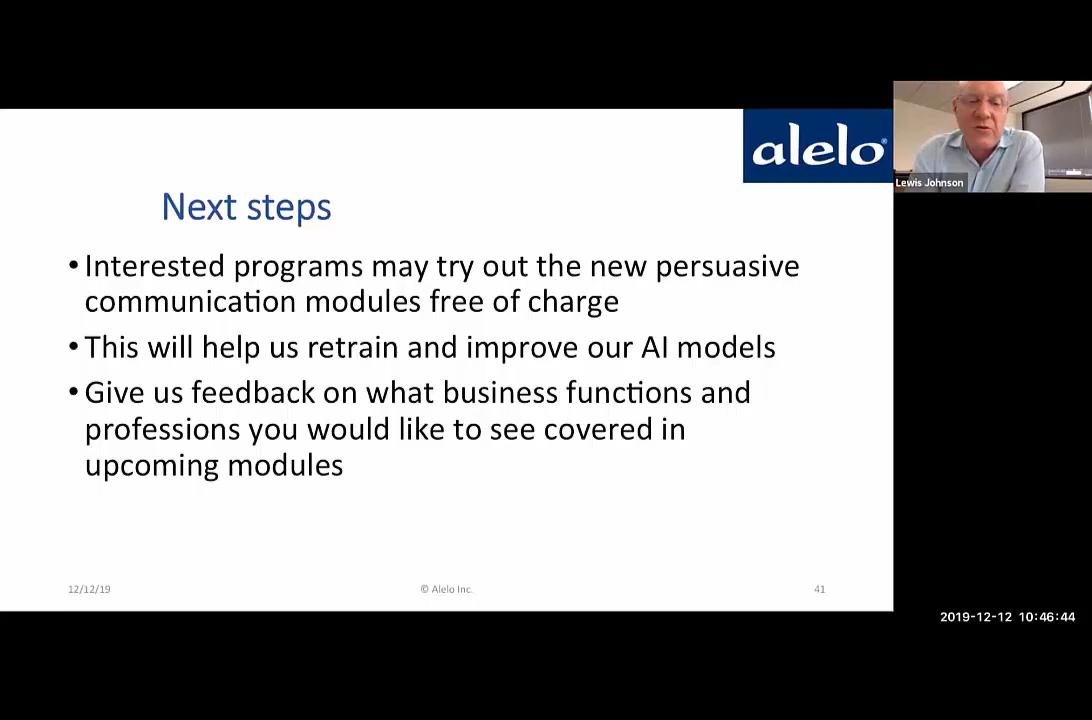 alelo®
Lewis Johnson
Next steps
• Interested programs may try out the new persuasive
communication modules free of charge
• This will help us retrain and improve our AI models
• Give us feedback on what business functions and
professions you would like to see covered in
upcoming modules
12/12/19
© Alelo Inc.
41
2019-12-12 10:46:44